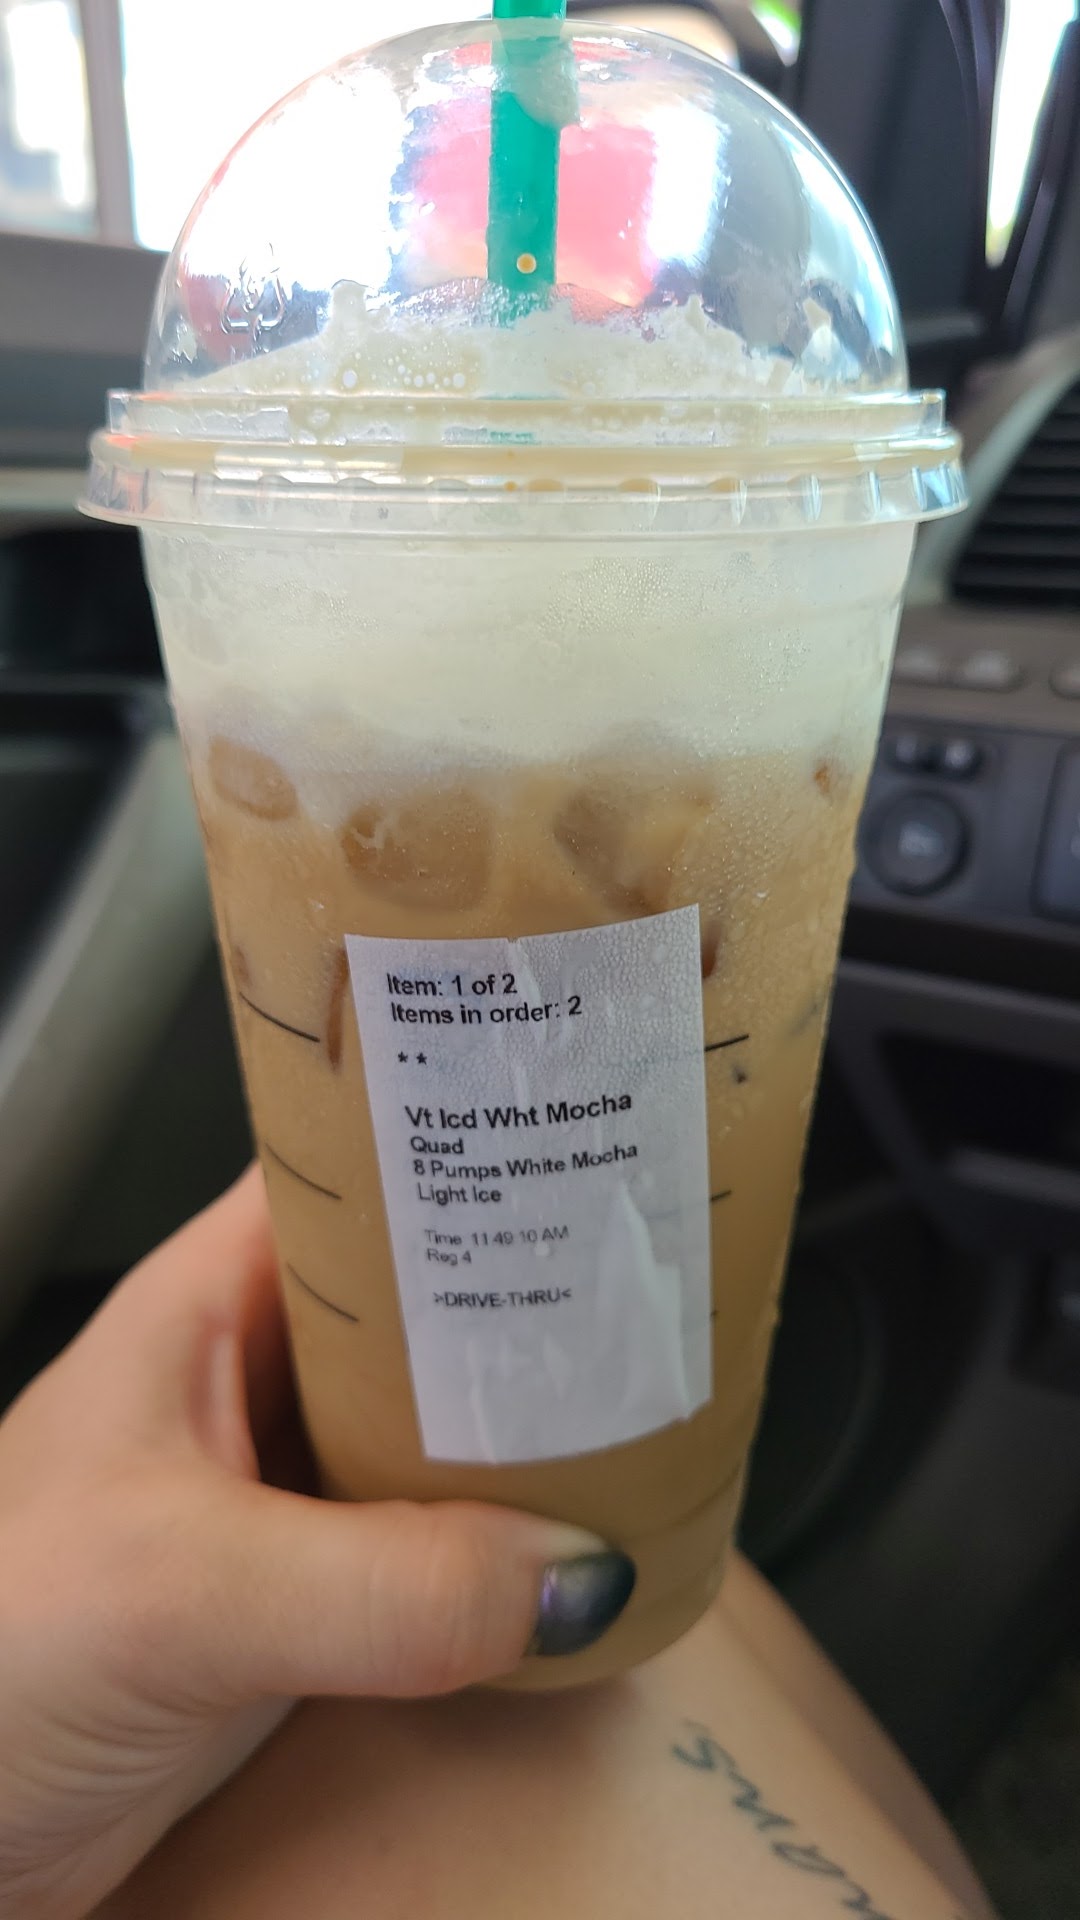 Item: 1 of 2
Items in order: 2
**
Vt Icd Wht Mocha
Quad
8 Pumps White Mocha
Light Ice
Time 11 49 10 AM
Reg 4
>DRIVE-THRU<